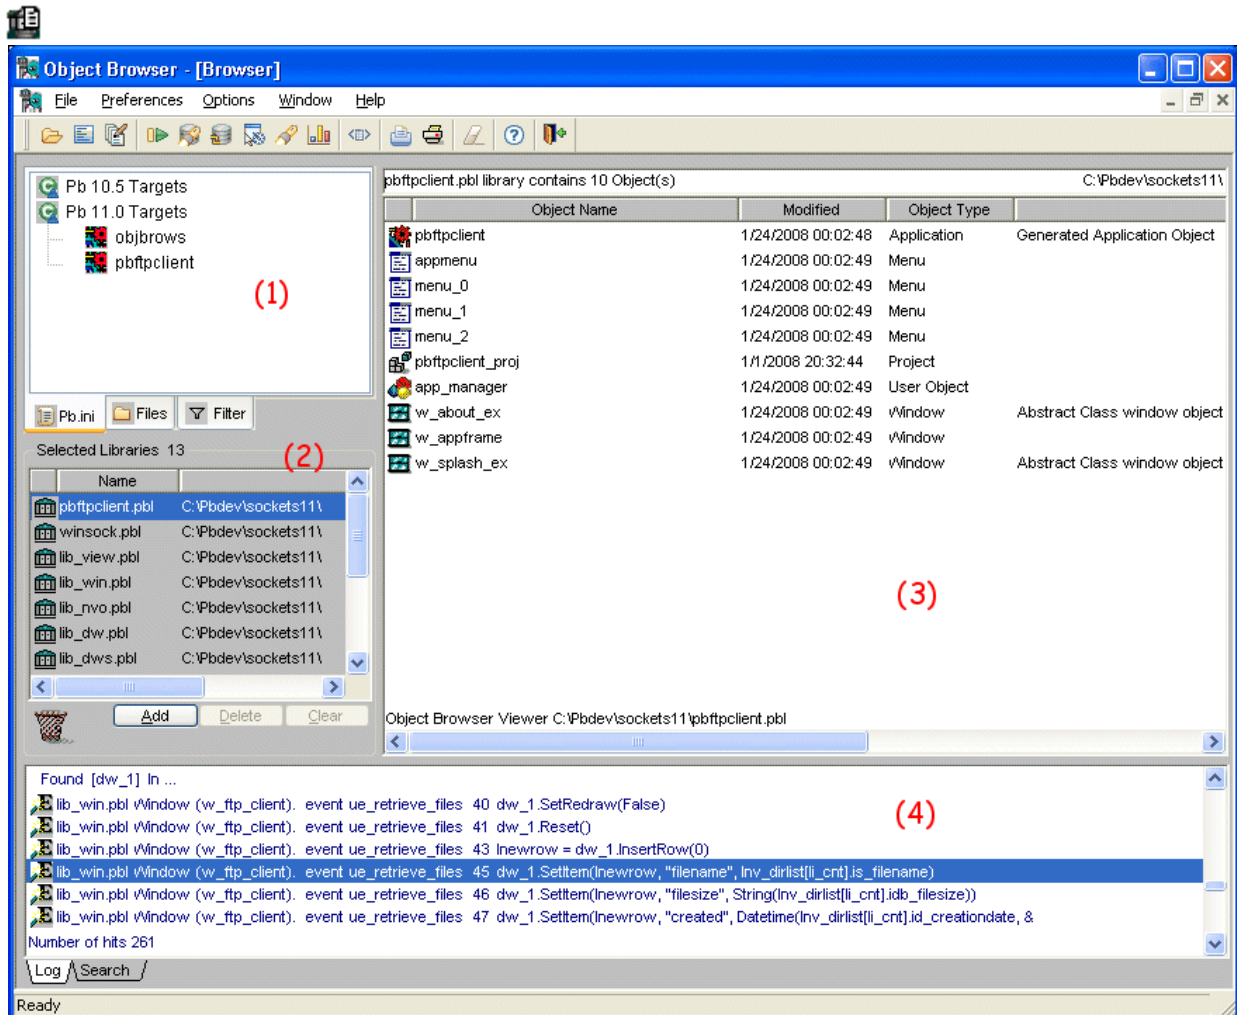 Object Browser - [Browser]
File Preferences Options Window Help
Pb 10.5 Targets
Pb 11.0 Targets
objbrows
pbftpclient
(1)
Pb.ini Files Filter
Selected Libraries 13
(2)
Name
pbftpclient.pbl C:\Pbdev\sockets11\
winsock.pbl C:\Pbdev\sockets11\
lib_view.pbl C:\Pbdev\sockets11\
lib_win.pbl C:\Pbdev\sockets11\
lib_nvo.pbl C:\Pbdev\sockets11\
lib_dw.pbl C:\Pbdev\sockets11\
lib_dws.pbl C:\Pbdev\sockets11\
Add Delete Clear
pbftpclient.pbl library contains 10 Object(s) C:\Pbdev\sockets11\
Object Name Modified Object Type
pbftpclient 1/24/2008 00:02:48 Application Generated Application Object
appmenu 1/24/2008 00:02:49 Menu
menu_0 1/24/2008 00:02:49 Menu
menu_1 1/24/2008 00:02:49 Menu
menu_2 1/24/2008 00:02:49 Menu
pbftpclient_proj 1/1/2008 20:32:44 Project
app_manager 1/24/2008 00:02:49 User Object
w_about_ex 1/24/2008 00:02:49 Window Abstract Class window object
w_appframe 1/24/2008 00:02:49 Window
w_splash_ex 1/24/2008 00:02:49 Window Abstract Class window object
(3)
Object Browser Viewer C:\Pbdev\sockets11\pbftpclient.pbl
Found [dw_1] In ...
lib_win.pbl Window (w_ftp_client). event ue_retrieve_files 40 dw_1.SetRedraw(False)
(4)
lib_win.pbl Window (w_ftp_client). event ue_retrieve_files 41 dw_1.Reset()
lib_win.pbl Window (w_ftp_client). event ue_retrieve_files 43 lnewrow = dw_1.InsertRow(0)
lib_win.pbl Window (w_ftp_client). event ue_retrieve_files 45 dw_1.SetItem(lnewrow, "filename", lnv_dirlist[li_cnt].is_filename)
lib_win.pbl Window (w_ftp_client). event ue_retrieve_files 46 dw_1.SetItem(lnewrow, "filesize", String(lnv_dirlist[li_cnt].idb_filesize))
lib_win.pbl Window (w_ftp_client). event ue_retrieve_files 47 dw_1.SetItem(lnewrow, "created", Datetime(lnv_dirlist[li_cnt].id_creationdate, &
Number of hits 261
Log Search
Ready